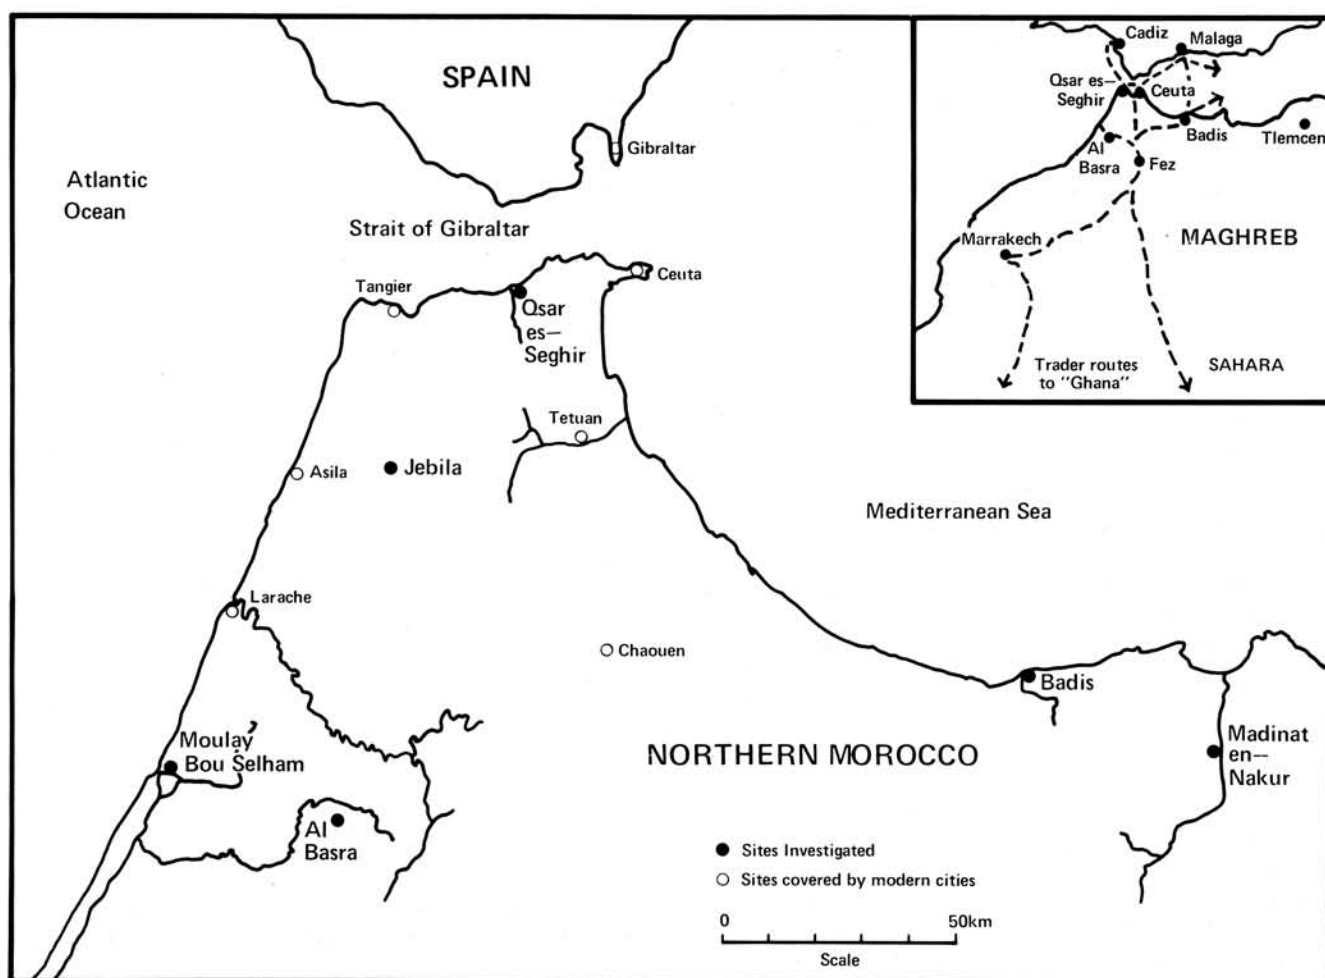 SPAIN
Gibraltar
Atlantic
Ocean
Strait of Gibraltar
Tangier
Ceuta
Qsar
es—
Seghir
Tetuan
Asila
Jebila
Mediterranean Sea
Larache
Chaouen
Badis
Moulay
Bou Selham
NORTHERN MOROCCO
Madinat
en—
Nakur
Al
Basra
Sites Investigated
Sites covered by modern cities
0
50km
Scale
Cadiz
Malaga
Qsar es—
Seghir
Ceuta
Badis
Tlemcen
Al
Basra
Fez
Marrakech
MAGHREB
Trader routes
to "Ghana"
SAHARA